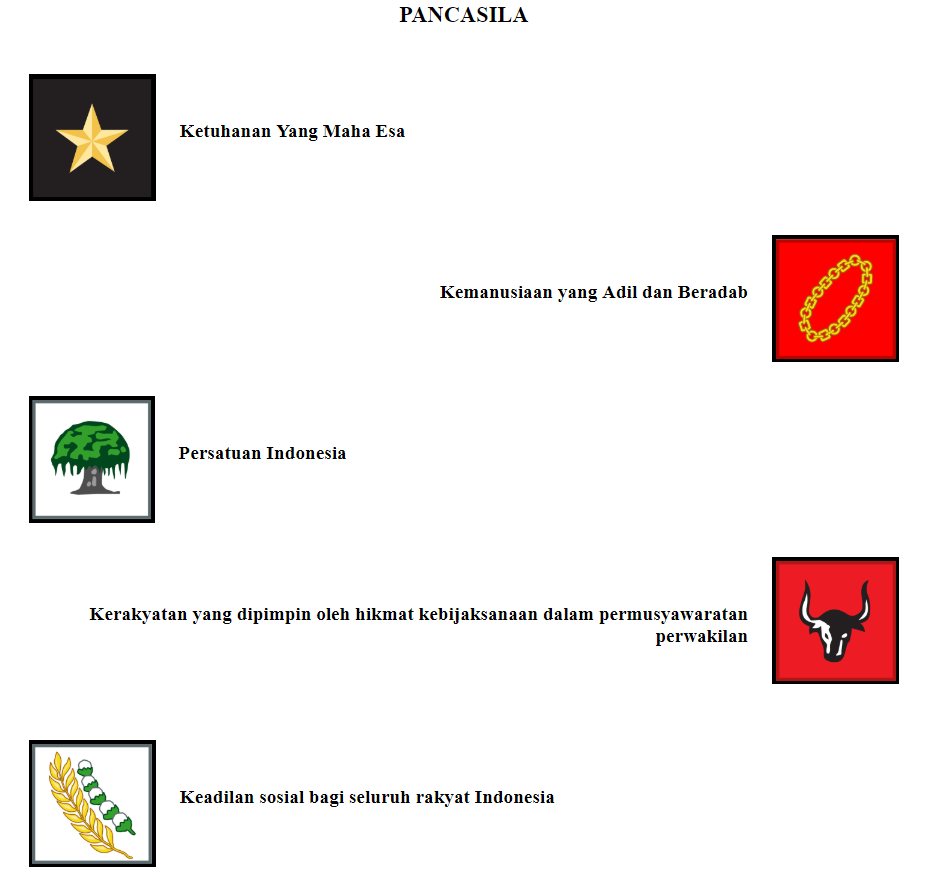 PANCASILA
Ketuhanan Yang Maha Esa
Kemanusiaan yang Adil dan Beradab
Persatuan Indonesia
Kerakyatan yang dipimpin oleh hikmat kebijaksanaan dalam permusyawaratan
perwakilan
Keadilan sosial bagi seluruh rakyat Indonesia